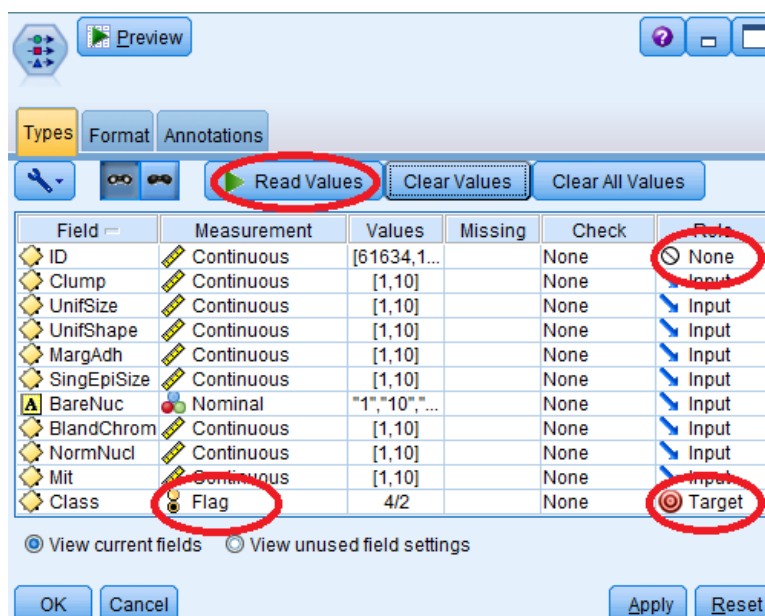 Preview
Types Format Annotations
Read Values Clear Values Clear All Values
Field Measurement Values Missing Check Role
ID Continuous [61634,1... None None
Clump Continuous [1,10] None Input
UnifSize Continuous [1,10] None Input
UnifShape Continuous [1,10] None Input
MargAdh Continuous [1,10] None Input
SingEpiSize Continuous [1,10] None Input
A BareNuc Nominal "1","10","... None Input
BlandChrom Continuous [1,10] None Input
NormNucl Continuous [1,10] None Input
Mit Continuous [1,10] None Input
Class Flag 4/2 None Target
View current fields View unused field settings
OK Cancel Apply Reset